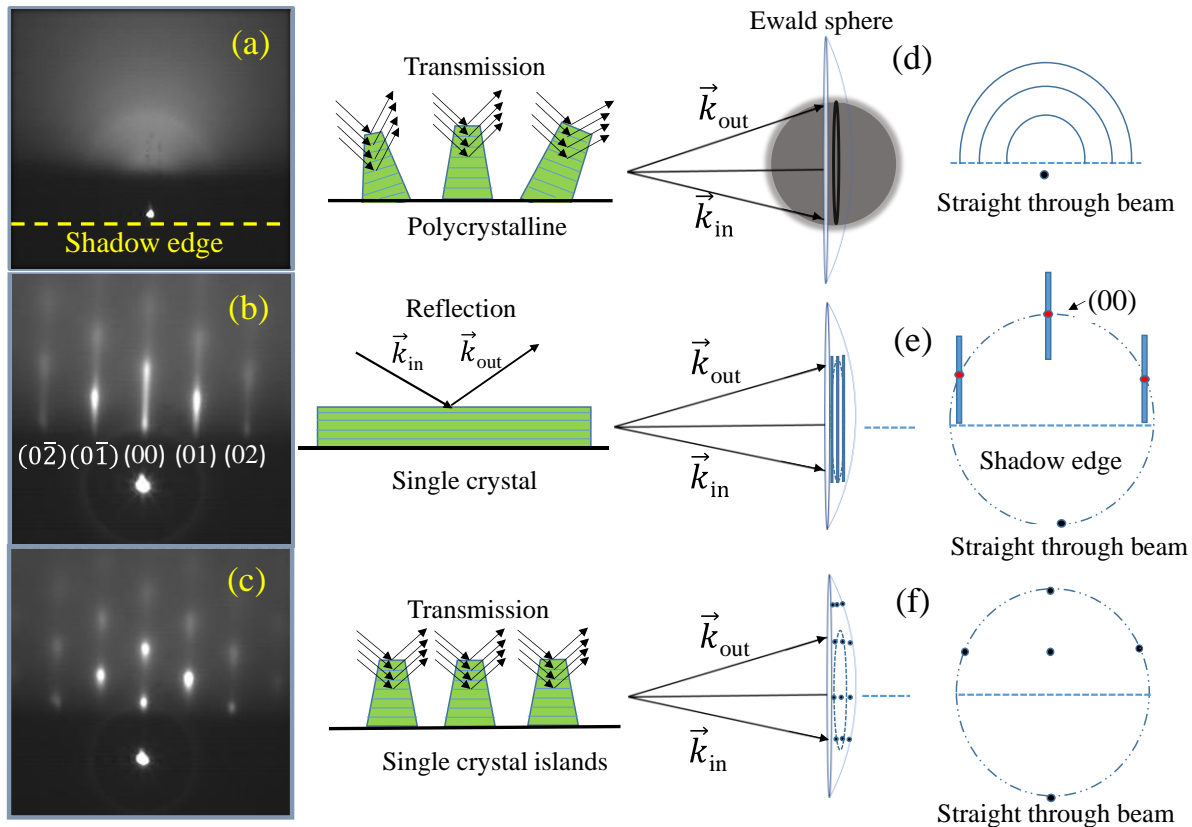 (a)
Shadow edge
Transmission
Polycrystalline
Ewald sphere
k⃗out
k⃗in
(d)
Straight through beam
(b)
(02̄)(01̄) (00) (01) (02)
Reflection
k⃗in
k⃗out
Single crystal
k⃗out
k⃗in
(e)
(00)
Shadow edge
Straight through beam
(c)
Transmission
Single crystal islands
k⃗out
k⃗in
(f)
Straight through beam